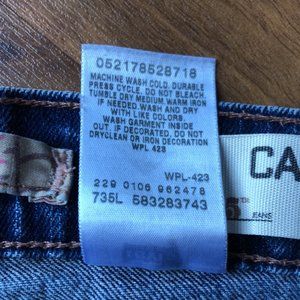 052178528718
MACHINE WASH COLD. DURABLE
PRESS CYCLE. DO NOT BLEACH.
TUMBLE DRY MEDIUM. WARM IRON
IF NEEDED. WASH AND DRY
WITH LIKE COLORS.
WASH GARMENT INSIDE
OUT. IF DECORATED, DO NOT
DRYCLEAN OR IRON DECORATION
WPL 423
WPL-423
229 0106 962478
735L 583283743
CA
JEANS